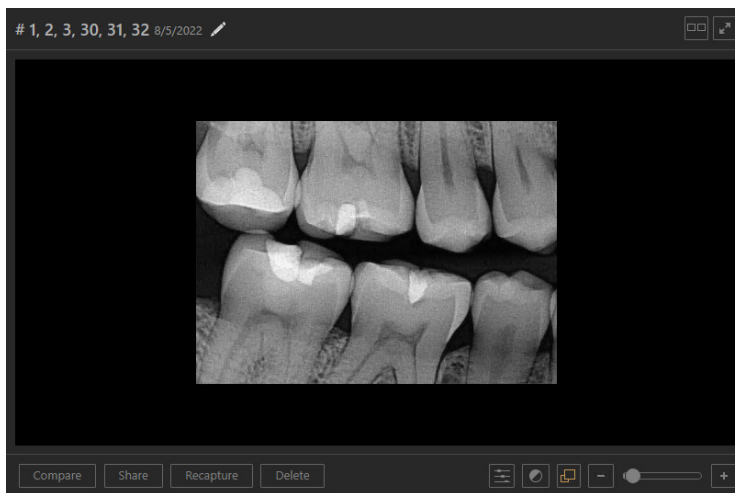 # 1, 2, 3, 30, 31, 32 8/5/2022
Compare Share Recapture Delete